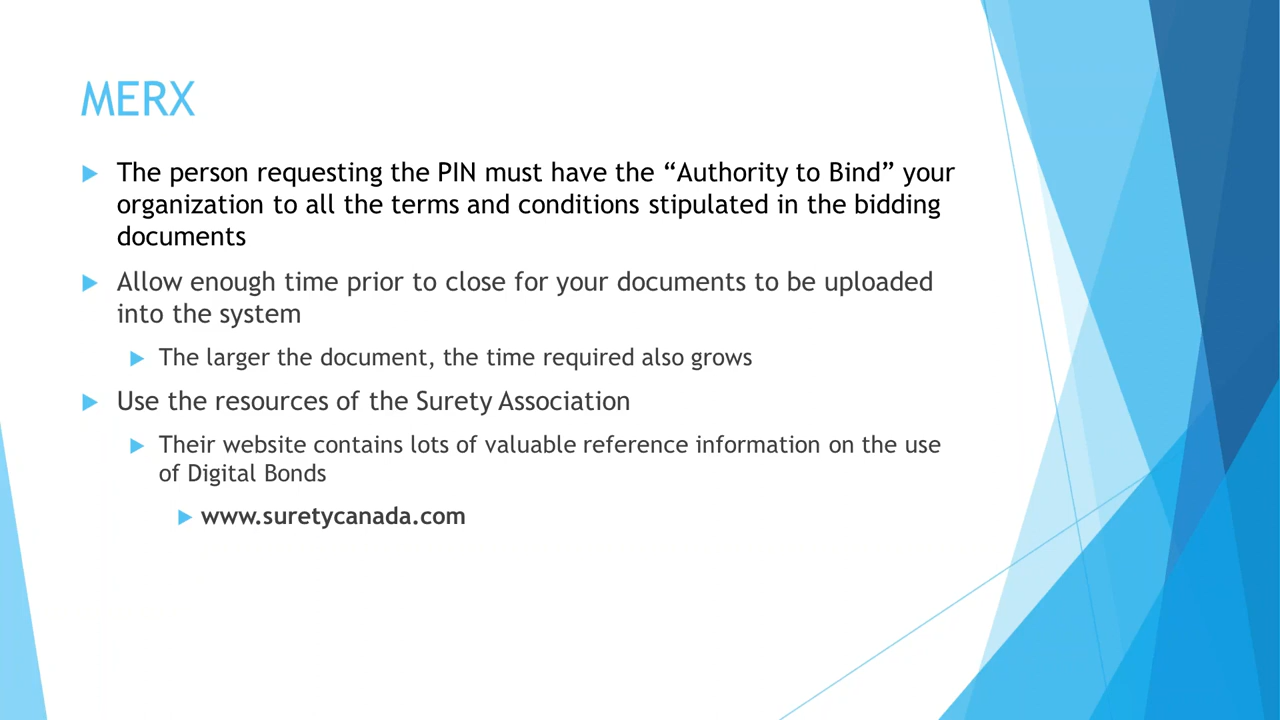 MERX
The person requesting the PIN must have the “Authority to Bind” your
organization to all the terms and conditions stipulated in the bidding
documents
Allow enough time prior to close for your documents to be uploaded
into the system
The larger the document, the time required also grows
Use the resources of the Surety Association
Their website contains lots of valuable reference information on the use
of Digital Bonds
www.suretycanada.com